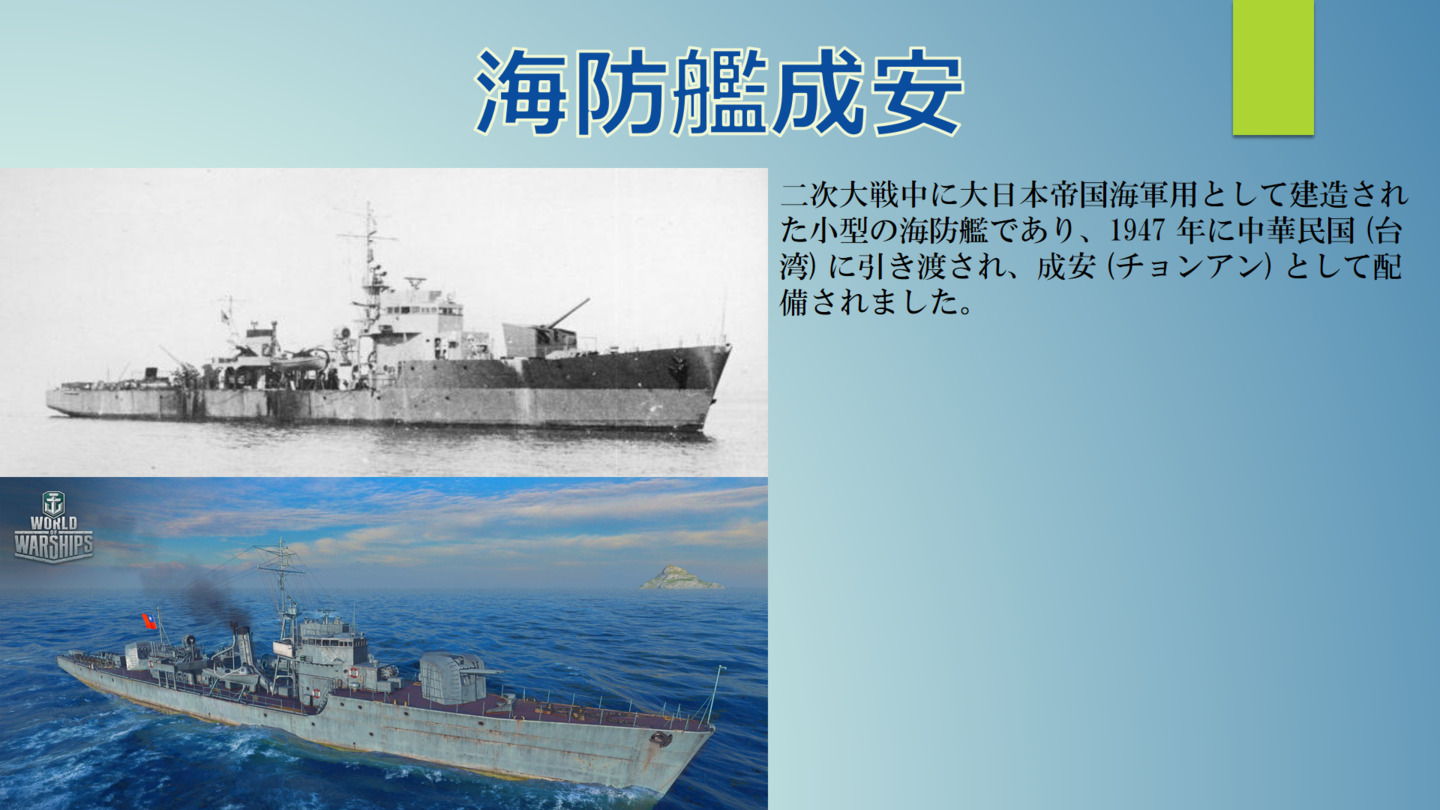 海防艦成安
二次大戦中に大日本帝国海軍用として建造され
た小型の海防艦であり、1947 年に中華民国 (台
湾) に引き渡され、成安 (チョンアン) として配
備されました。
WORLD
OF
WARSHIPS